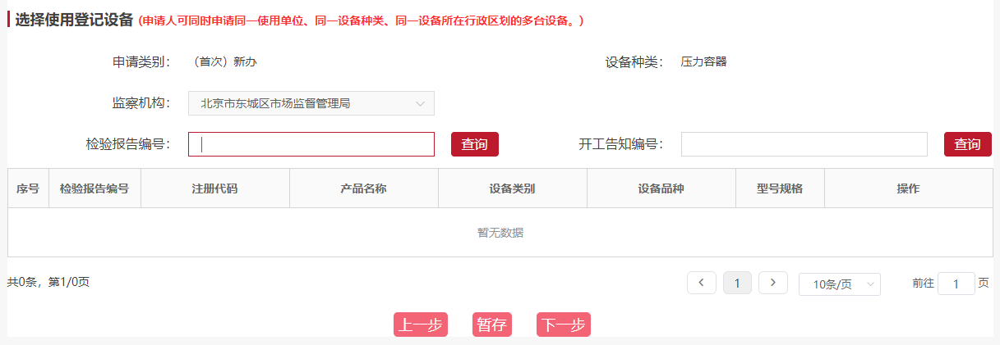 选择使用登记设备 (申请人可同时申请同一使用单位、同一设备种类、同一设备所在行政区划的多台设备。)
申请类别： （首次）新办 设备种类： 压力容器
监察机构： 北京市东城区市场监督管理局
检验报告编号： 查询 开工告知编号： 查询
序号 检验报告编号 注册代码 产品名称 设备类别 设备品种 型号规格 操作
暂无数据
共0条，第1/0页 1 10条/页 前往 1 页
上一步 暂存 下一步